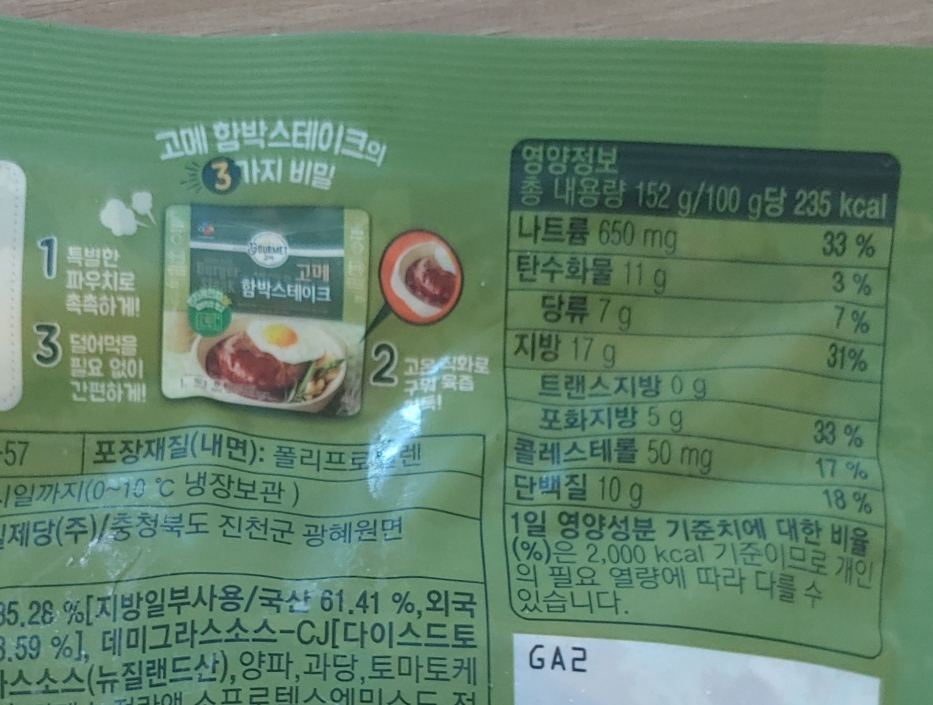 고메 함박스테이크의
3가지 비밀
1 특별한
파우치로
촉촉하게!
3 덜어먹을
필요 없이
간편하게!
GOURMET
고메
함박스테이크
2 고온 직화로
구워 육즙
-57
포장재질(내면): 폴리프로
시일까지(0~10 ℃ 냉장보관)
일제당(주)/충청북도 진천군 광혜원면
35.28 %[지방일부사용/국산 61.41 %,외국
.59 %], 데미그라스소스-CJ[다이스드토
스소스(뉴질랜드산),양파,과당,토마토케
영양정보
총 내용량 152 g/100 g당 235 kcal
나트륨 650 mg 33 %
탄수화물 11 g 3 %
당류 7 g 7 %
지방 17 g 31%
트랜스지방 0 g
포화지방 5 g 33 %
콜레스테롤 50 mg 17 %
단백질 10 g 18 %
1일 영양성분 기준치에 대한 비율
(%)은 2,000 kcal 기준이므로 개인
의 필요 열량에 따라 다를 수
있습니다.
GA2